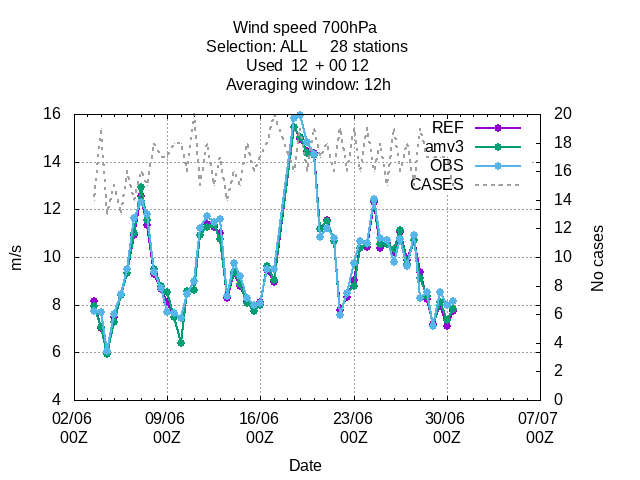 Wind speed 700hPa
Selection: ALL 28 stations
Used 12 + 00 12
Averaging window: 12h
16
14
12
10
8
6
4
m/s
20
18
16
14
12
10
8
6
4
2
0
No cases
REF
amv3
OBS
CASES
02/06 09/06 16/06 23/06 30/06 07/07
00Z 00Z 00Z 00Z 00Z 00Z
Date